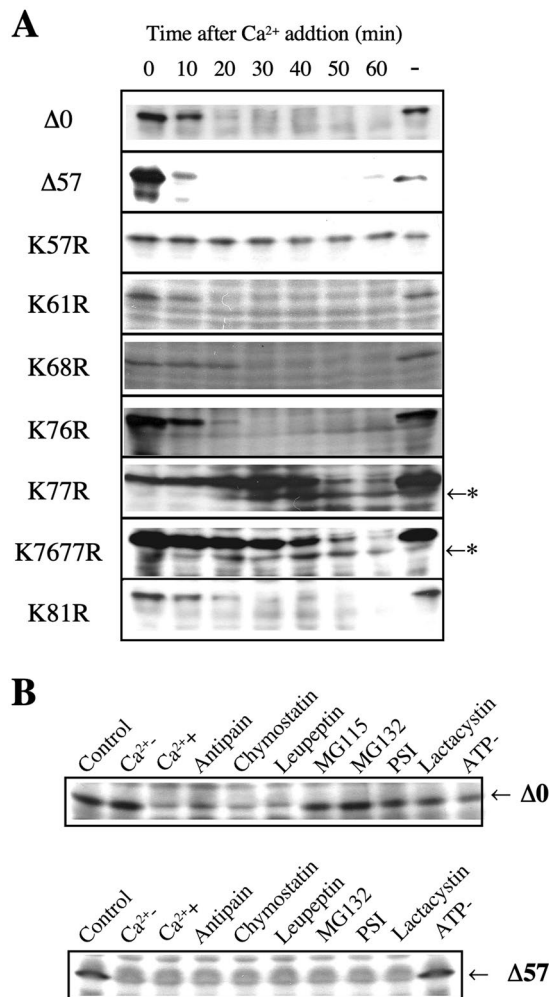 A
Time after Ca²⁺ addtion (min)
0 10 20 30 40 50 60 -
Δ0
Δ57
K57R
K61R
K68R
K76R
K77R ←*
K7677R ←*
K81R
B
Control Ca²⁺- Ca²⁺+ Antipain Chymostatin Leupeptin MG115 MG132 PSI Lactacystin ATP-
← Δ0
Control Ca²⁺- Ca²⁺+ Antipain Chymostatin Leupeptin MG132 PSI Lactacystin ATP-
← Δ57